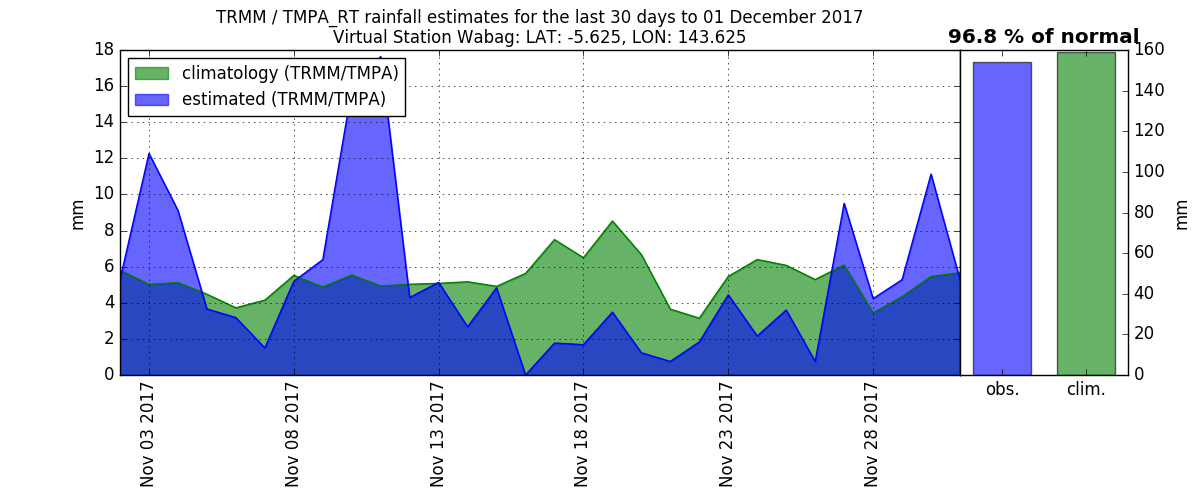 TRMM / TMPA_RT rainfall estimates for the last 30 days to 01 December 2017
Virtual Station Wabag: LAT: -5.625, LON: 143.625
96.8 % of normal
climatology (TRMM/TMPA)
estimated (TRMM/TMPA)
18
16
14
12
10
8
6
4
2
0
mm
160
140
120
100
80
60
40
20
0
mm
Nov 03 2017
Nov 08 2017
Nov 13 2017
Nov 18 2017
Nov 23 2017
Nov 28 2017
obs.
clim.